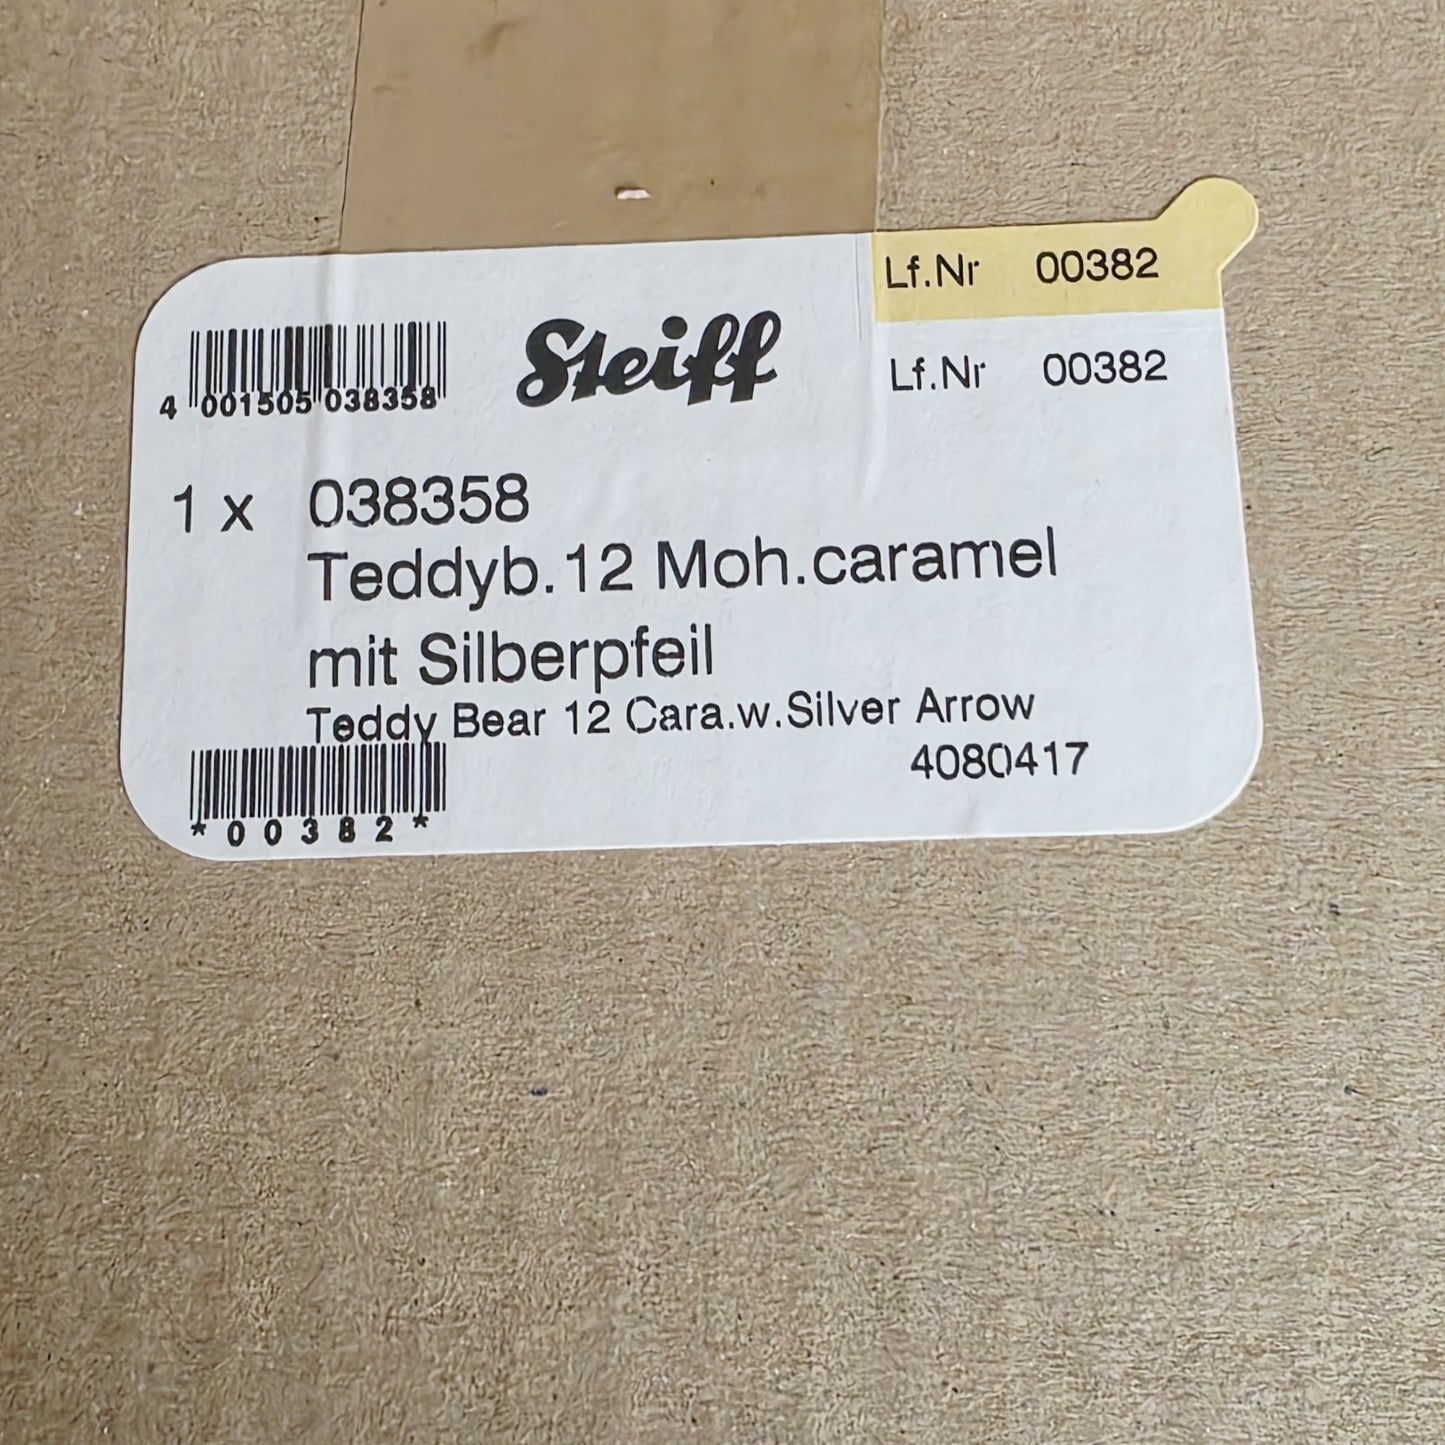 Lf.Nr 00382
4 001505 038358
Steiff
Lf.Nr 00382
1 x 038358
Teddyb.12 Moh.caramel
mit Silberpfeil
Teddy Bear 12 Cara.w.Silver Arrow
4080417
*00382*